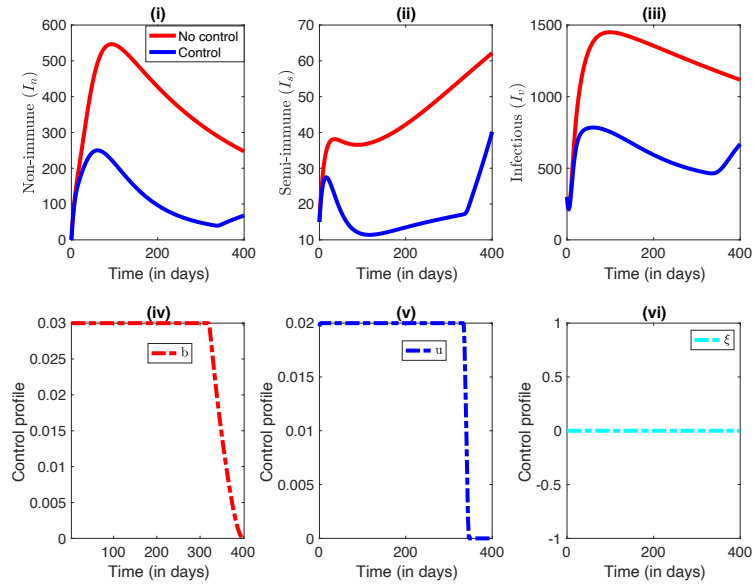 (i)
Non-immune (I_n)
600
500
400
300
200
100
0
0 100 200 300 400
Time (in days)
No control
Control
(ii)
Semi-immune (I_s)
70
60
50
40
30
20
10
0 200 400
Time (in days)
(iii)
Infectious (I_v)
1500
1000
500
0
0 200 400
Time (in days)
(iv)
Control profile
0.03
0.025
0.02
0.015
0.01
0.005
0
100 200 300 400
Time (in days)
b
(v)
Control profile
0.02
0.015
0.01
0.005
0
0 200 400
Time (in days)
u
(vi)
Control profile
1
0.5
0
-0.5
-1
0 200 400
Time (in days)
ξ